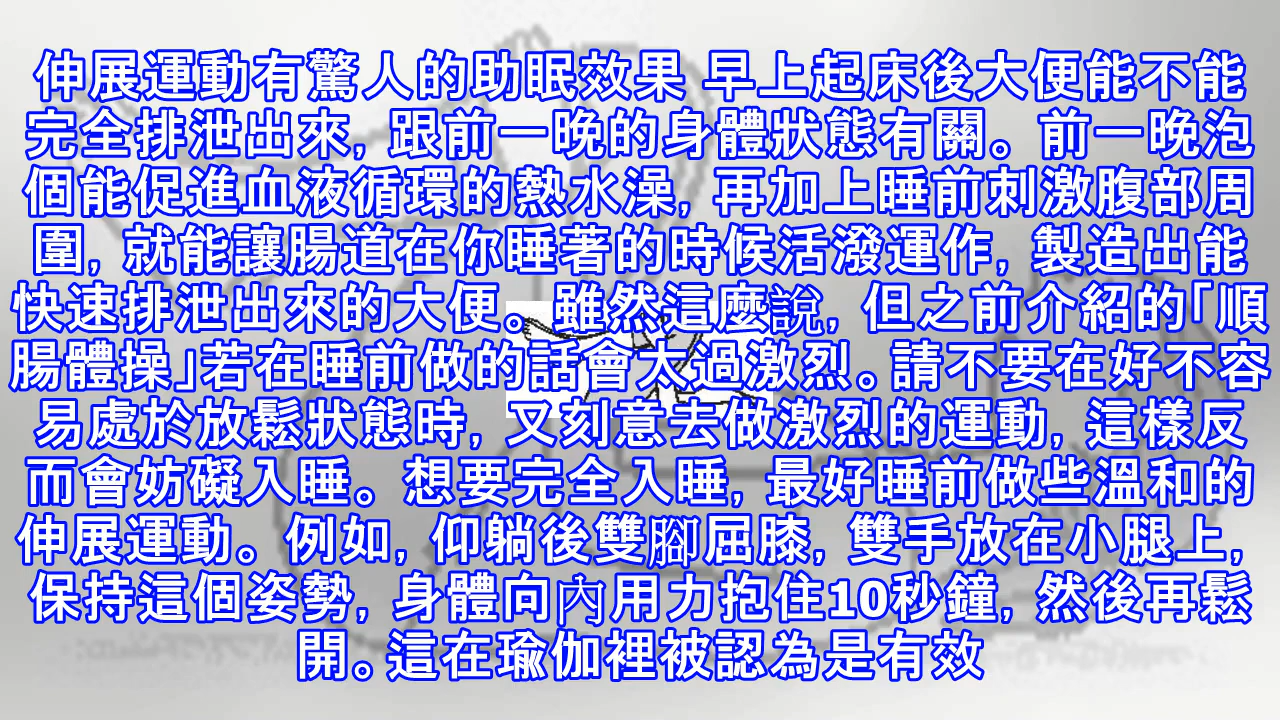 伸展運動有驚人的助眠效果 早上起床後大便能不能
完全排泄出來, 跟前一晚的身體狀態有關。前一晚泡
個能促進血液循環的熱水澡, 再加上睡前刺激腹部周
圍, 就能讓腸道在你睡著的時候活潑運作, 製造出能
快速排泄出來的大便。雖然這麼說, 但之前介紹的「順
腸體操」若在睡前做的話會太過激烈。請不要在好不容
易處於放鬆狀態時, 又刻意去做激烈的運動, 這樣反
而會妨礙入睡。想要完全入睡, 最好睡前做些溫和的
伸展運動。例如, 仰躺後雙腳屈膝, 雙手放在小腿上,
保持這個姿勢, 身體向內用力抱住10秒鐘, 然後再鬆
開。這在瑜伽裡被認為是有效